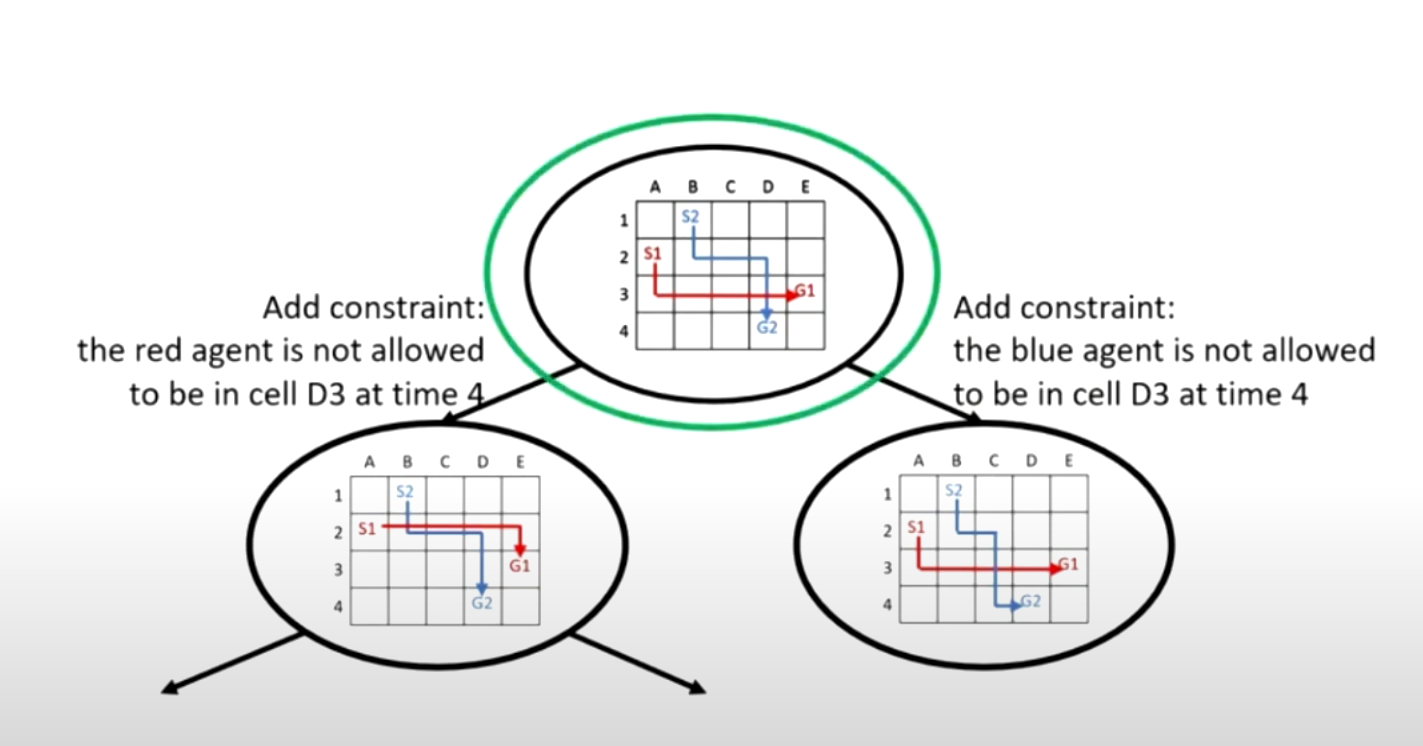 A B C D E
1 S2
2 S1
3 G1
4 G2
Add constraint:
the red agent is not allowed
to be in cell D3 at time 4
Add constraint:
the blue agent is not allowed
to be in cell D3 at time 4
A B C D E
1 S2
2 S1
3 G1
4 G2
A B C D E
1 S2
2 S1
3 G1
4 G2